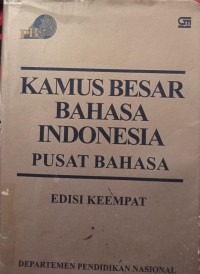 KAMUS BESAR
BAHASA
INDONESIA
PUSAT BAHASA
EDISI KEEMPAT
DEPARTEMEN PENDIDIKAN NASIONAL